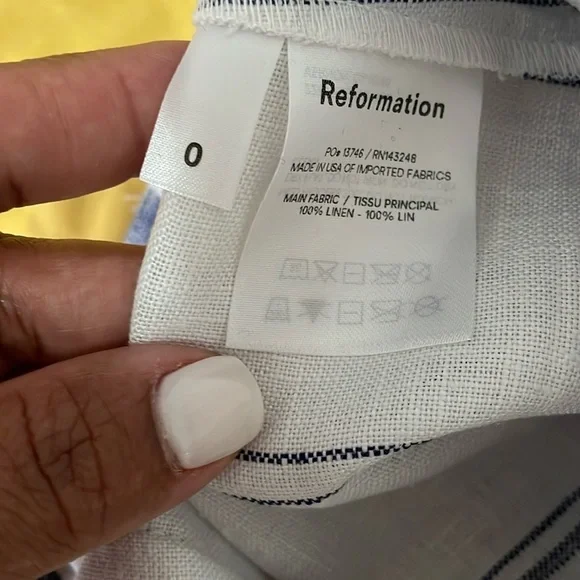 0
Reformation
PO# 13746 / RN143248
MADE IN USA OF IMPORTED FABRICS
MAIN FABRIC / TISSU PRINCIPAL
100% LINEN - 100% LIN